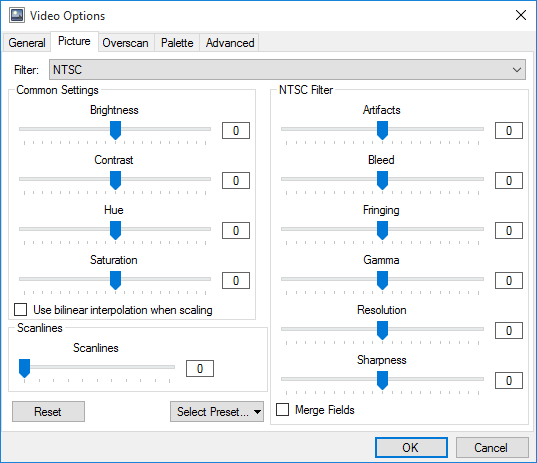 Video Options
General Picture Overscan Palette Advanced
Filter: NTSC
Common Settings
Brightness
0
Contrast
0
Hue
0
Saturation
0
Use bilinear interpolation when scaling
Scanlines
Scanlines
0
Reset
Select Preset...
NTSC Filter
Artifacts
0
Bleed
0
Fringing
0
Gamma
0
Resolution
0
Sharpness
0
Merge Fields
OK
Cancel